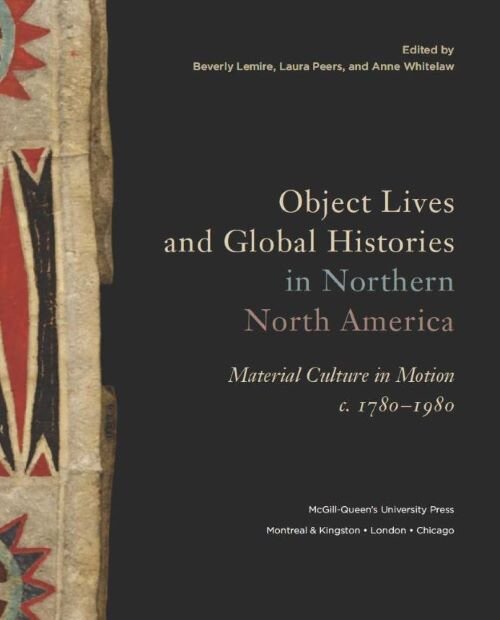 Edited by
Beverly Lemire, Laura Peers, and Anne Whitelaw
Object Lives
and Global Histories
in Northern
North America
Material Culture in Motion
c. 1780–1980
McGill-Queen's University Press
Montreal & Kingston • London • Chicago